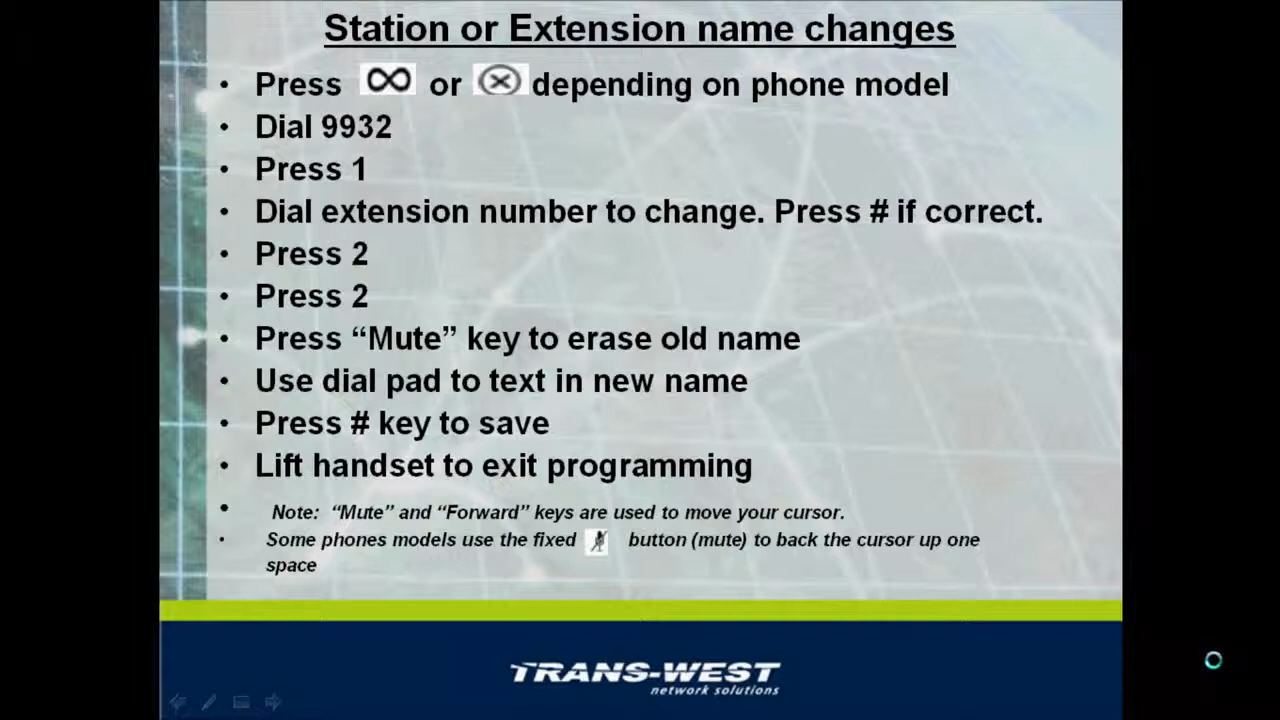 Station or Extension name changes
• Press ∞ or ⓧ depending on phone model
• Dial 9932
• Press 1
• Dial extension number to change. Press # if correct.
• Press 2
• Press 2
• Press “Mute” key to erase old name
• Use dial pad to text in new name
• Press # key to save
• Lift handset to exit programming
• Note: “Mute” and “Forward” keys are used to move your cursor.
• Some phones models use the fixed button (mute) to back the cursor up one
space
TRANS-WEST
network solutions